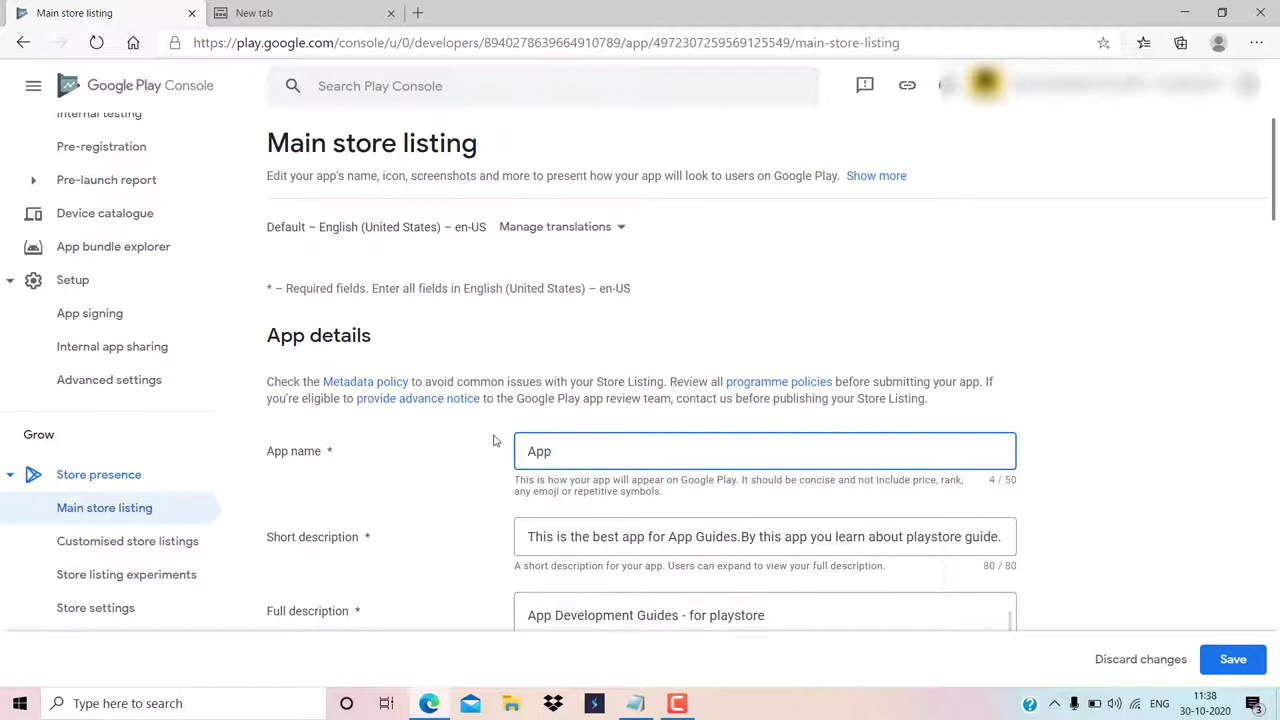 Main store listing
New tab
https://play.google.com/console/u/0/developers/8940278639664910789/app/4972307259569125549/main-store-listing
Google Play Console
Search Play Console
Internal testing
Pre-registration
Pre-launch report
Device catalogue
App bundle explorer
Setup
App signing
Internal app sharing
Advanced settings
Grow
Store presence
Main store listing
Customised store listings
Store listing experiments
Store settings
Main store listing
Edit your app's name, icon, screenshots and more to present how your app will look to users on Google Play. Show more
Default – English (United States) – en-US Manage translations
* – Required fields. Enter all fields in English (United States) – en-US
App details
Check the Metadata policy to avoid common issues with your Store Listing. Review all programme policies before submitting your app. If
you're eligible to provide advance notice to the Google Play app review team, contact us before publishing your Store Listing.
App name *
App
This is how your app will appear on Google Play. It should be concise and not include price, rank, 4 / 50
any emoji or repetitive symbols.
Short description *
This is the best app for App Guides.By this app you learn about playstore guide.
A short description for your app. Users can expand to view your full description. 80 / 80
Full description *
App Development Guides - for playstore
Discard changes
Save
Type here to search
ENG
11:38
30-10-2020
3